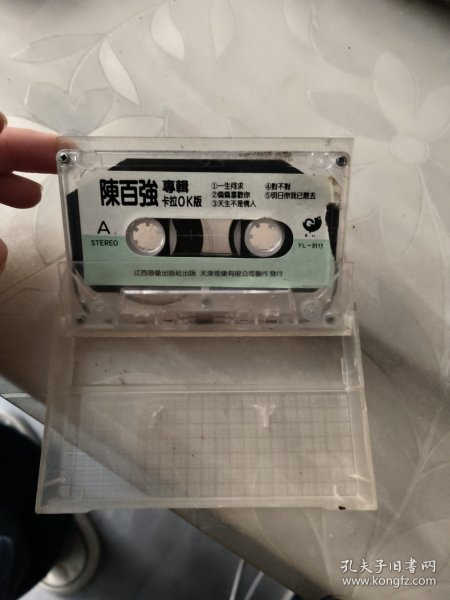 陳百強 專輯
卡拉OK版
①一生何求
②偏偏喜歡你
③天生不是情人
④對不對
⑤明日你我已離去
A
STEREO
YL-9111
江西音像出版社出版 天津音像有限公司製作發行
孔夫子旧书网
www.kongfz.com